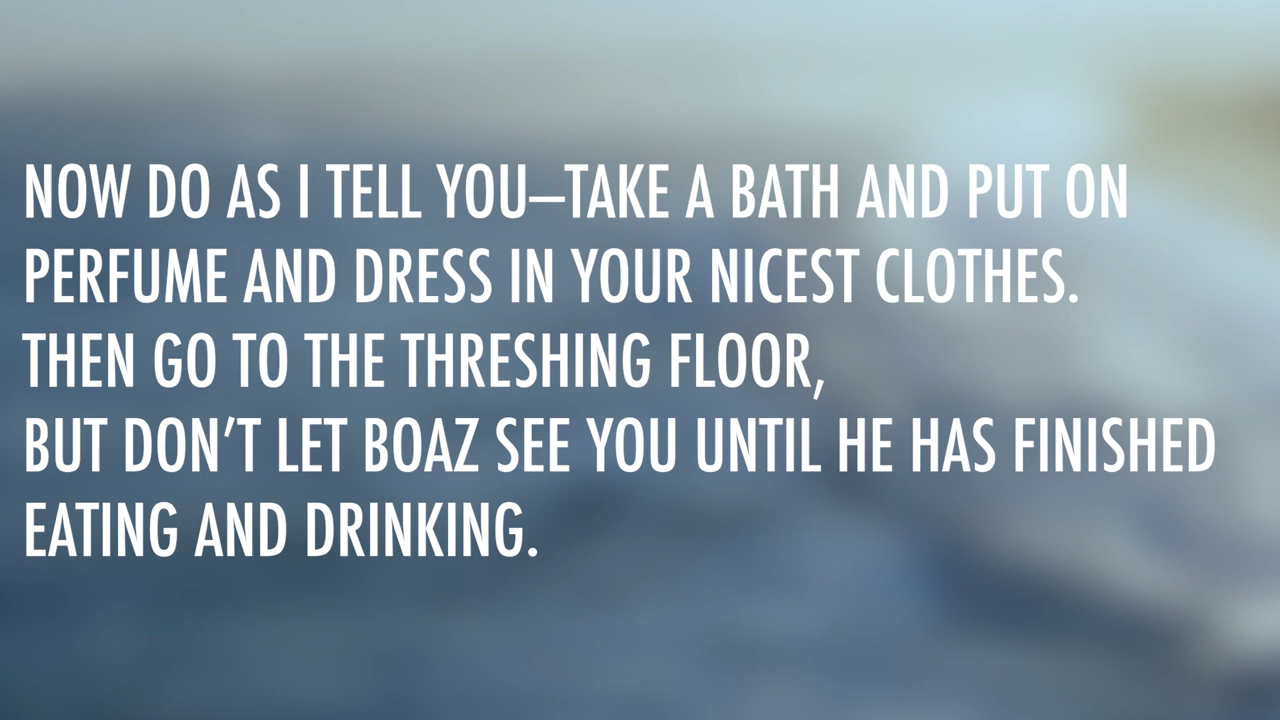 NOW DO AS I TELL YOU–TAKE A BATH AND PUT ON
PERFUME AND DRESS IN YOUR NICEST CLOTHES.
THEN GO TO THE THRESHING FLOOR,
BUT DON’T LET BOAZ SEE YOU UNTIL HE HAS FINISHED
EATING AND DRINKING.